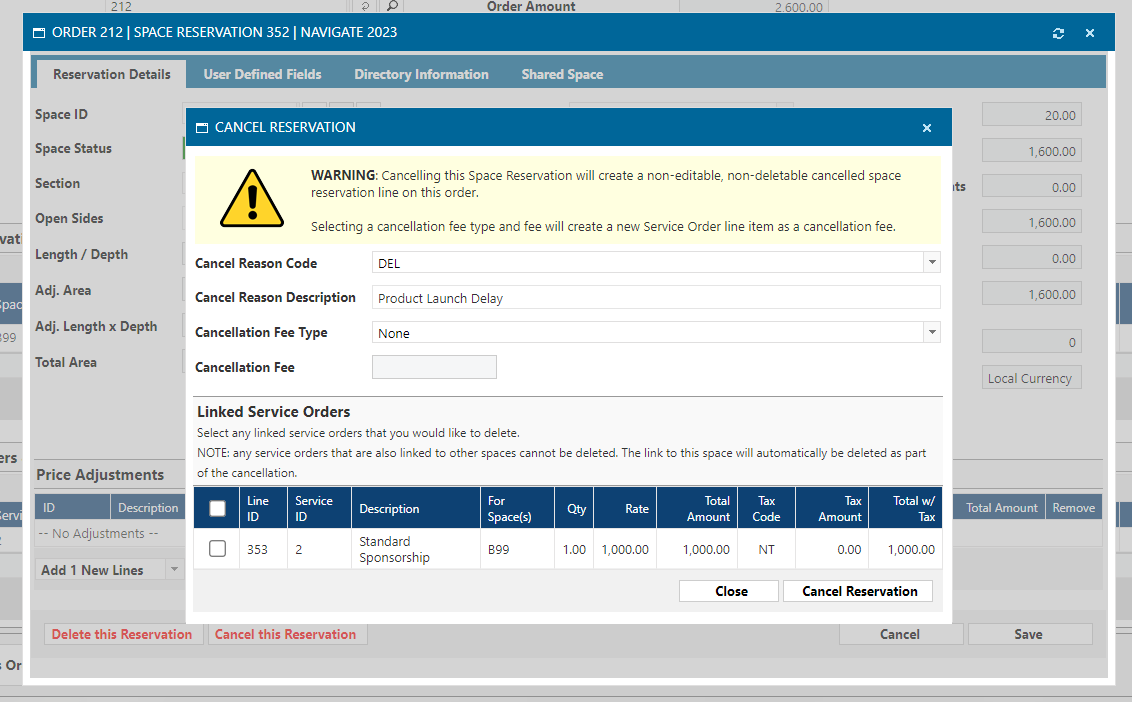 212
Order Amount
2,600.00
ORDER 212 | SPACE RESERVATION 352 | NAVIGATE 2023
Reservation Details
User Defined Fields
Directory Information
Shared Space
Space ID
20.00
CANCEL RESERVATION
Space Status
1,600.00
WARNING: Cancelling this Space Reservation will create a non-editable, non-deletable cancelled space
reservation line on this order.
Section
nts
0.00
Open Sides
1,600.00
Selecting a cancellation fee type and fee will create a new Service Order line item as a cancellation fee.
vati
Length / Depth
0.00
Cancel Reason Code
DEL
Adj. Area
1,600.00
Cancel Reason Description
Product Launch Delay
Spac
Adj. Length x Depth
Cancellation Fee Type
None
399
0
Total Area
Cancellation Fee
Local Currency
Linked Service Orders
Select any linked service orders that you would like to delete.
NOTE: any service orders that are also linked to other spaces cannot be deleted. The link to this space will automatically be deleted as part
of the cancellation.
ers
Price Adjustments
ID
Description
Total Amount
Remove
Servi
-- No Adjustments --
Line ID
Service ID
Description
For Space(s)
Qty
Rate
Total Amount
Tax Code
Tax Amount
Total w/ Tax
353
2
Standard Sponsorship
B99
1.00
1,000.00
1,000.00
NT
0.00
1,000.00
Add 1 New Lines
Close
Cancel Reservation
Delete this Reservation
Cancel this Reservation
Cancel
Save
s Or